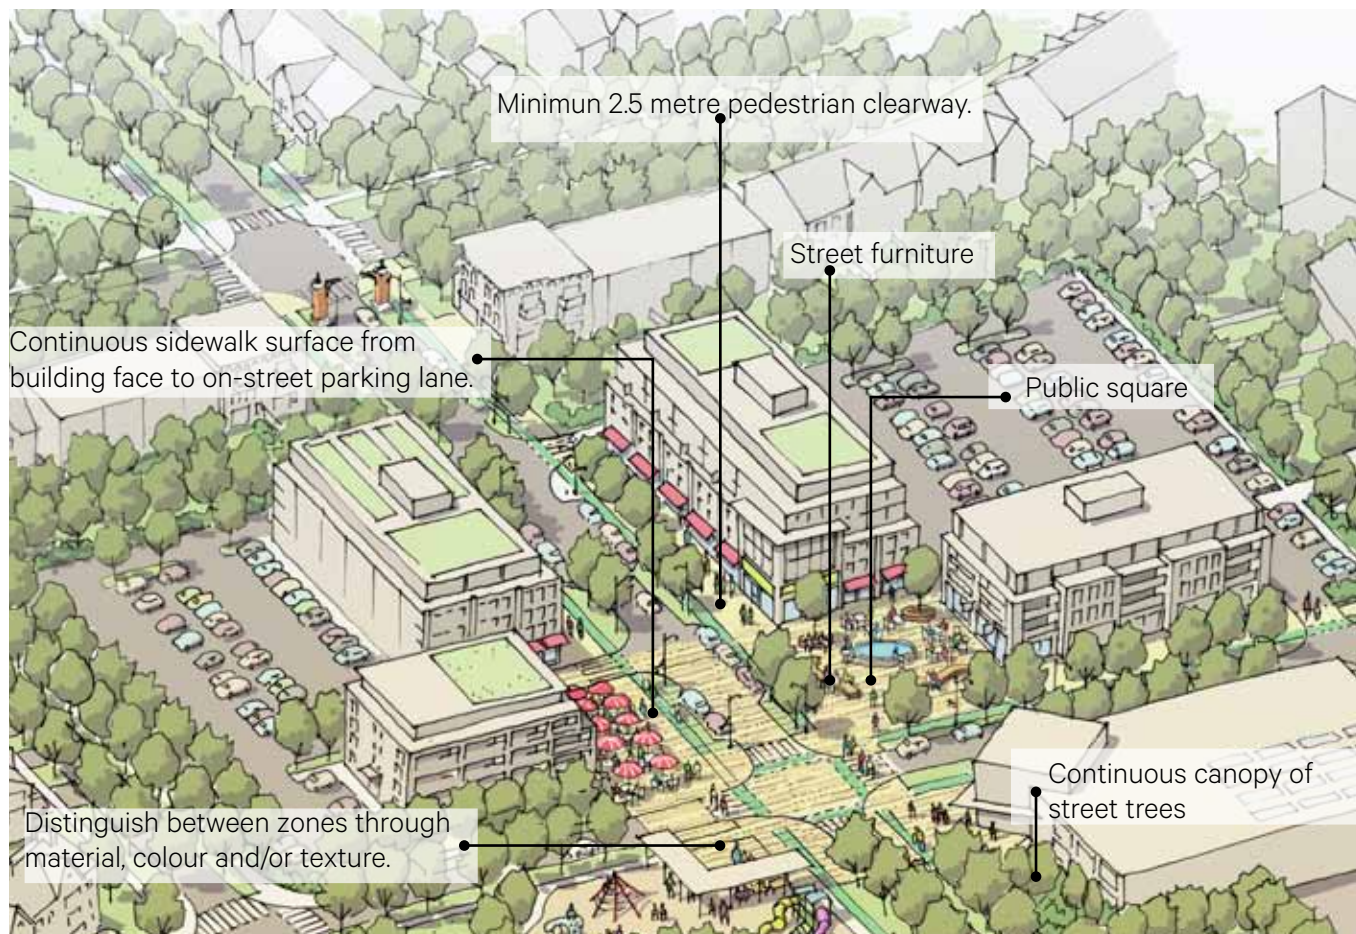 Minimun 2.5 metre pedestrian clearway.
Street furniture
Continuous sidewalk surface from
building face to on-street parking lane.
Public square
Continuous canopy of
street trees
Distinguish between zones through
material, colour and/or texture.